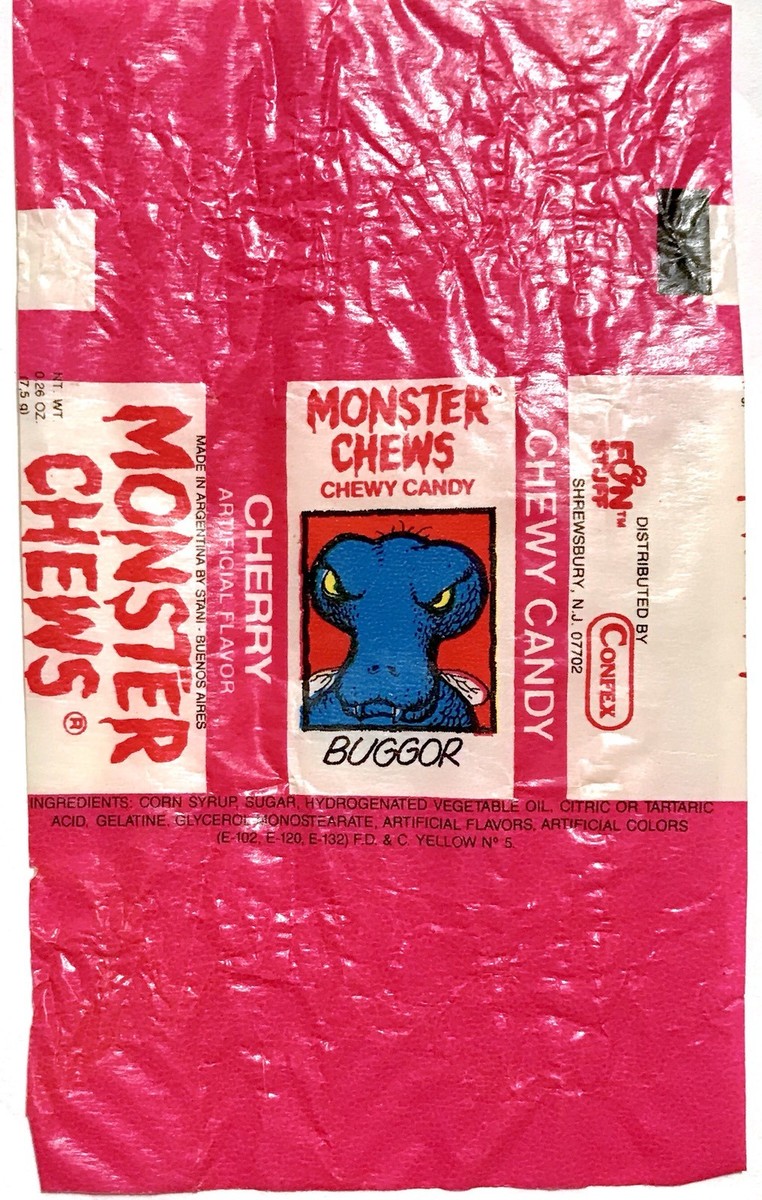 NT. WT
0.26 OZ.
(7.5 g)
MONSTER
CHEWS®
MADE IN ARGENTINA BY STANI - BUENOS AIRES
CHERRY
ARTIFICIAL FLAVOR
MONSTER®
CHEWS
CHEWY CANDY
BUGGOR
CHEWY CANDY
FUN™
STUFF
DISTRIBUTED BY
CONFEX
SHREWSBURY, N.J. 07702
INGREDIENTS: CORN SYRUP, SUGAR, HYDROGENATED VEGETABLE OIL, CITRIC OR TARTARIC
ACID, GELATINE, GLYCEROL MONOSTEARATE, ARTIFICIAL FLAVORS, ARTIFICIAL COLORS
(E-102, E-120, E-132) F.D. & C. YELLOW Nº 5.